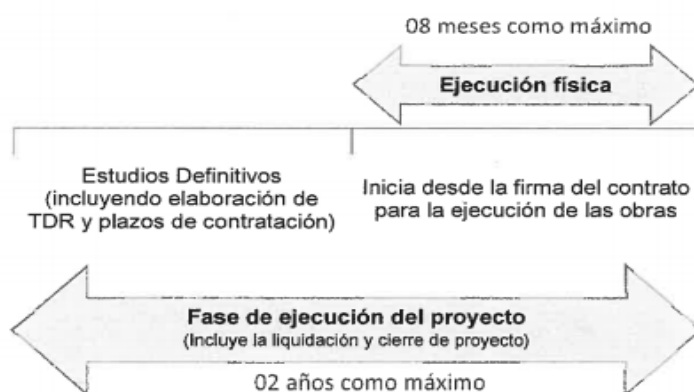 08 meses como máximo
Ejecución física
Estudios Definitivos
(incluyendo elaboración de
TDR y plazos de contratación)
Inicia desde la firma del contrato
para la ejecución de las obras
Fase de ejecución del proyecto
(Incluye la liquidación y cierre de proyecto)
02 años como máximo